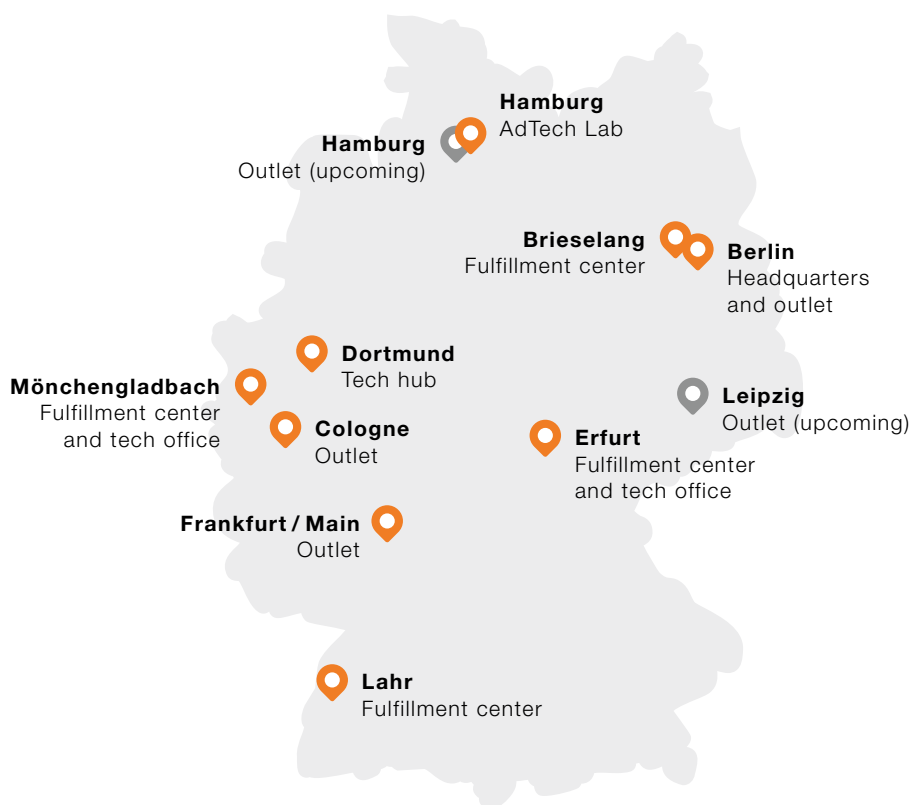 Hamburg
AdTech Lab
Hamburg
Outlet (upcoming)
Brieselang
Fulfillment center
Berlin
Headquarters
and outlet
Dortmund
Tech hub
Mönchengladbach
Fulfillment center
and tech office
Leipzig
Outlet (upcoming)
Cologne
Outlet
Erfurt
Fulfillment center
and tech office
Frankfurt / Main
Outlet
Lahr
Fulfillment center